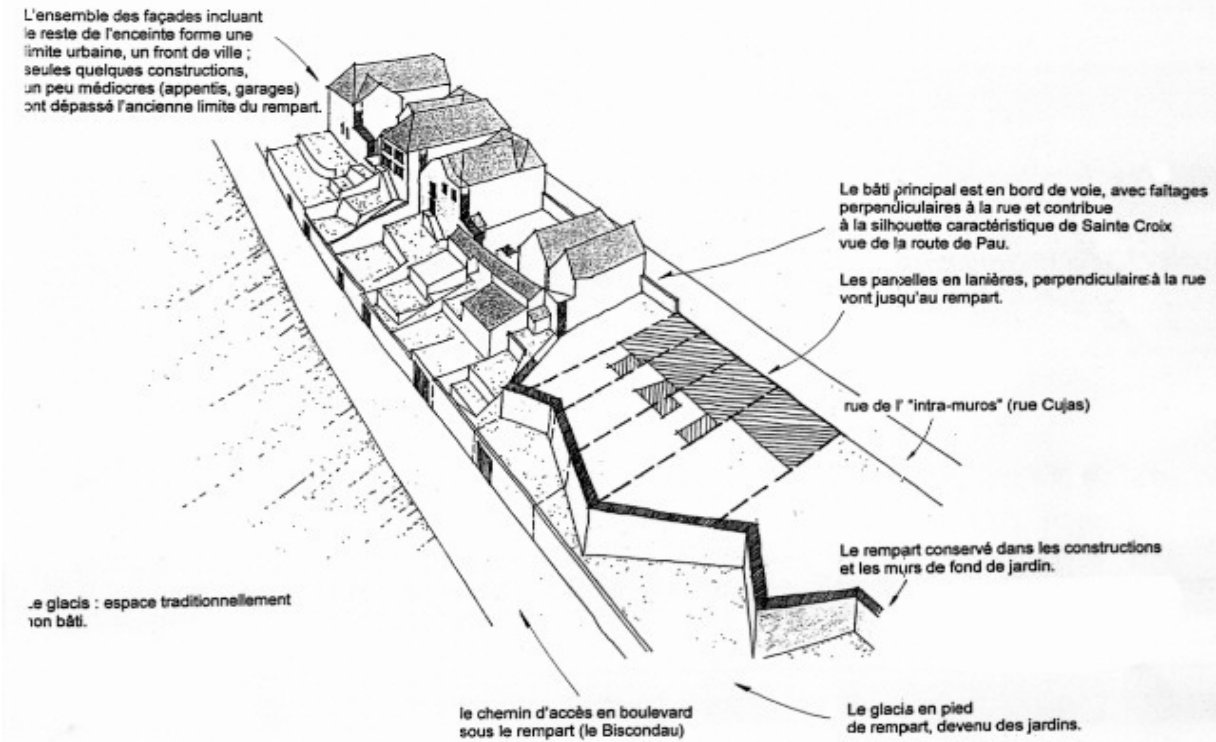 L'ensemble des façades incluant
le reste de l'enceinte forme une
limite urbaine, un front de ville ;
seules quelques constructions,
un peu médiocres (appentis, garages)
ont dépassé l'ancienne limite du rempart.
Le bâti principal est en bord de voie, avec faîtages
perpendiculaires à la rue et contribue
à la silhouette caractéristique de Sainte Croix
vue de la route de Pau.
Les parcelles en lanières, perpendiculaire à la rue
vont jusqu'au rempart.
rue de l' "intra-muros" (rue Cujas)
Le rempart conservé dans les constructions
et les murs de fond de jardin.
Le glacis : espace traditionnellement
non bâti.
le chemin d'accès en boulevard
sous le rempart (le Biscondau)
Le glacis en pied
de rempart, devenu des jardins.